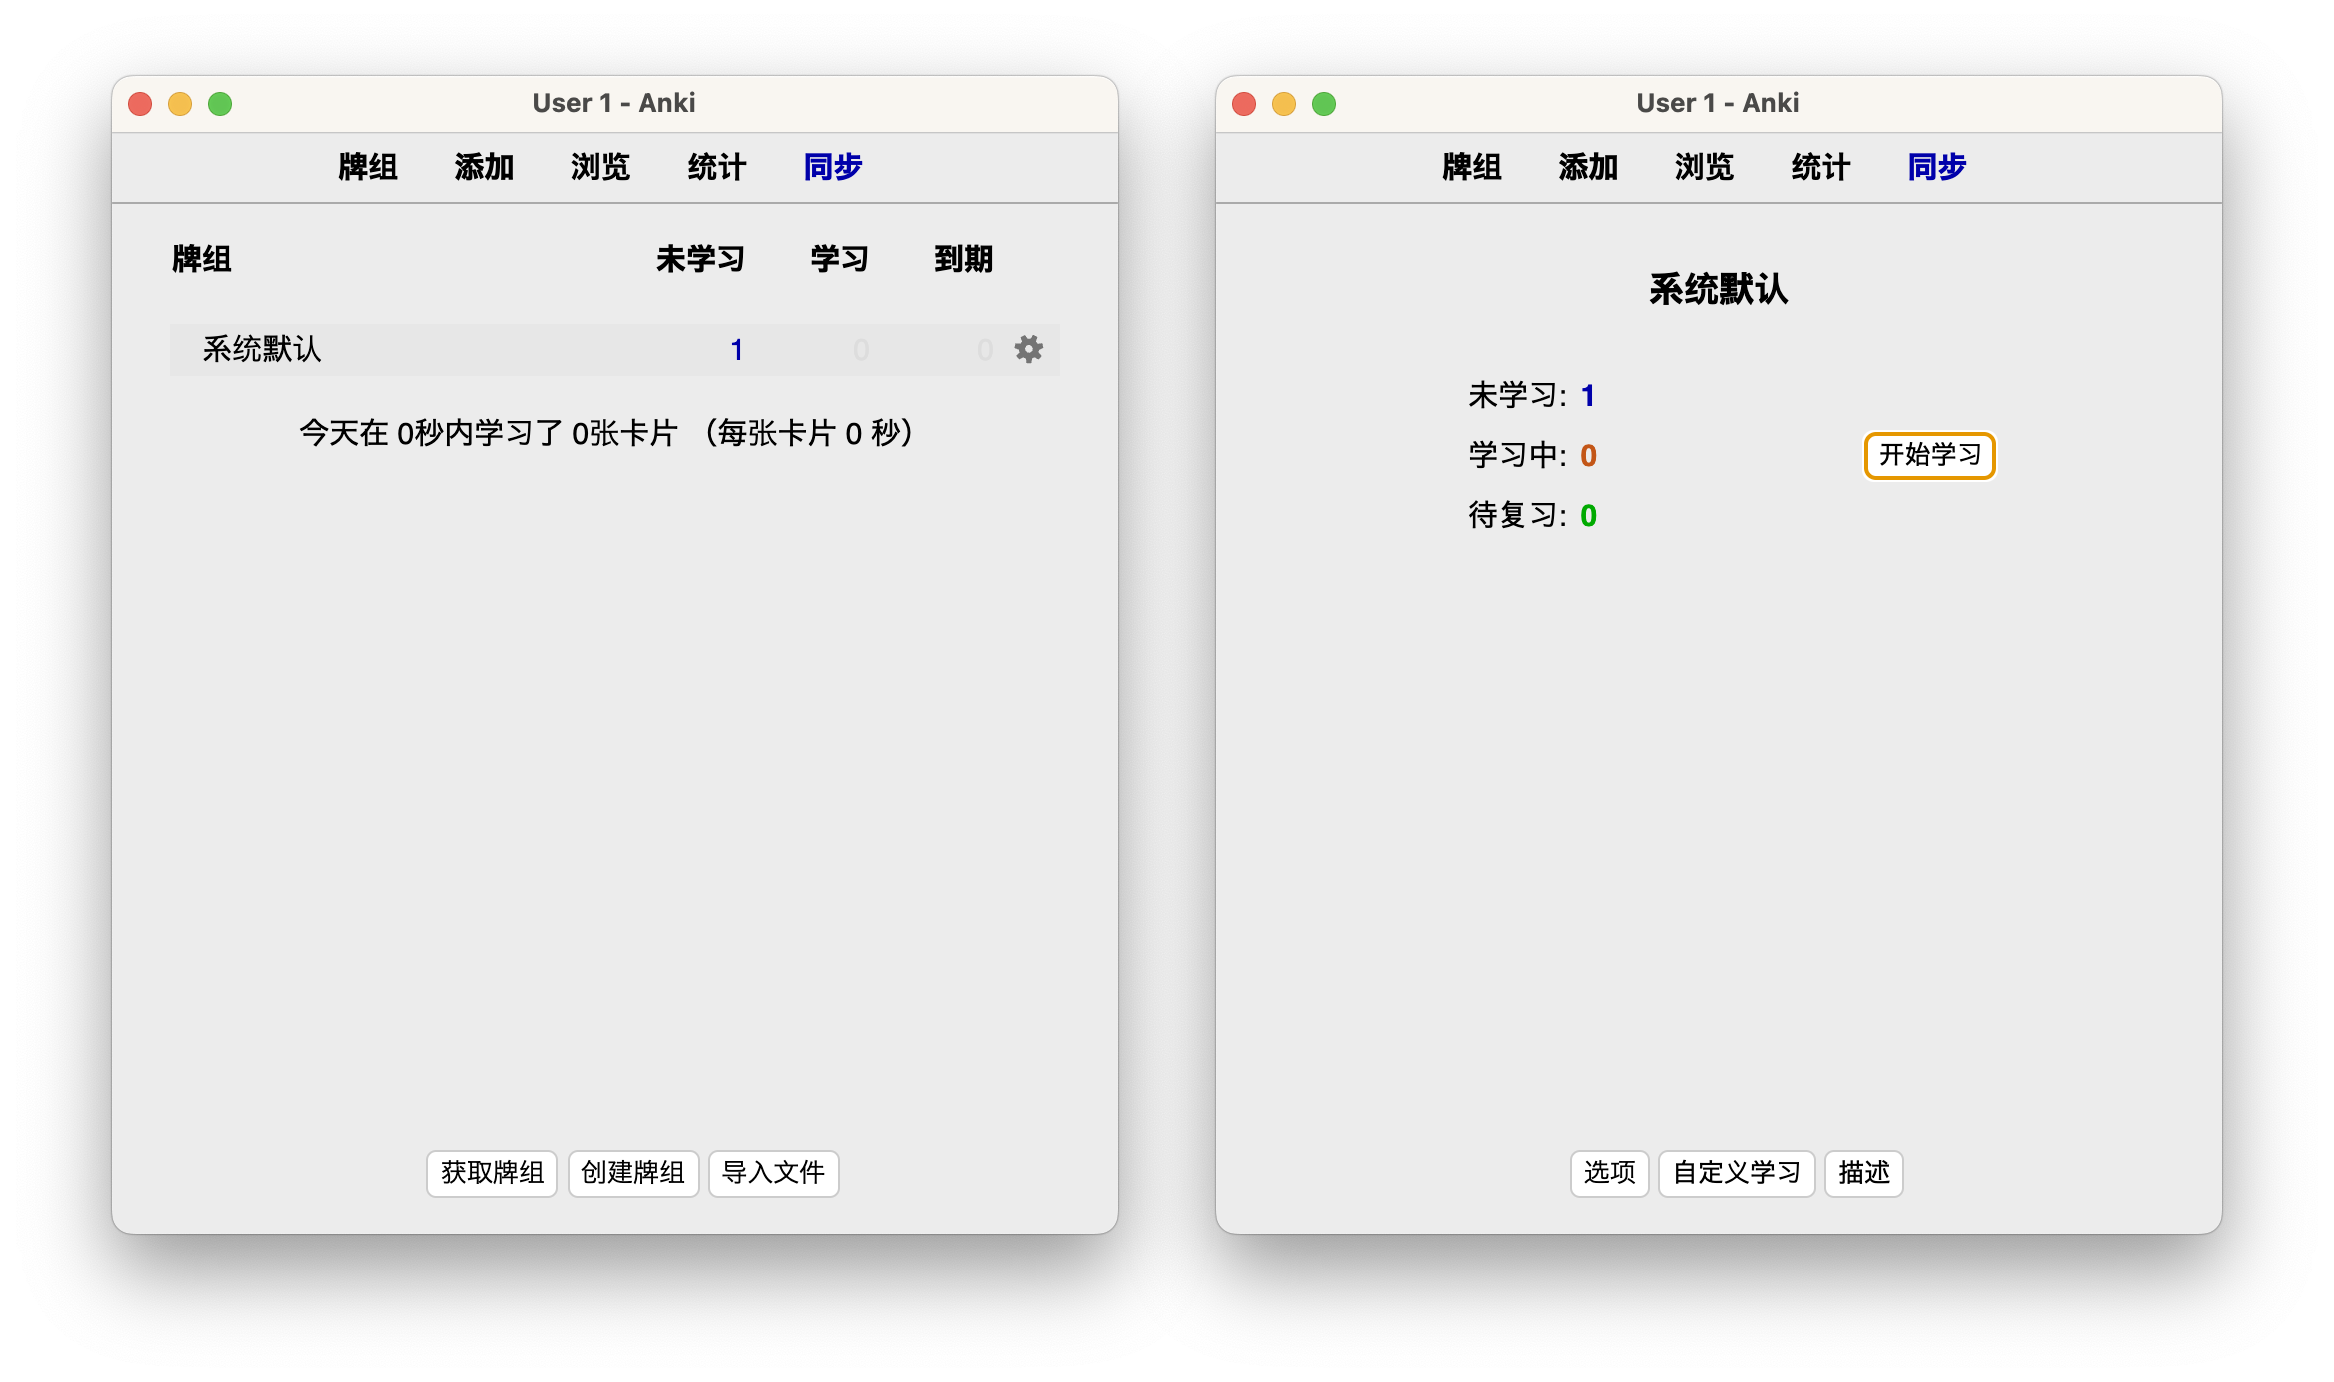 User 1 - Anki
牌组 添加 浏览 统计 同步
牌组 未学习 学习 到期
系统默认 1 0 0
今天在 0秒内学习了 0张卡片 （每张卡片 0 秒）
获取牌组 创建牌组 导入文件
User 1 - Anki
牌组 添加 浏览 统计 同步
系统默认
未学习: 1
学习中: 0
开始学习
待复习: 0
选项 自定义学习 描述